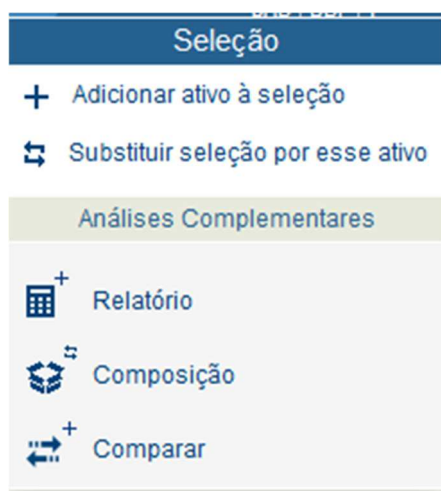 Seleção
Adicionar ativo à seleção
Substituir seleção por esse ativo
Análises Complementares
Relatório
Composição
Comparar